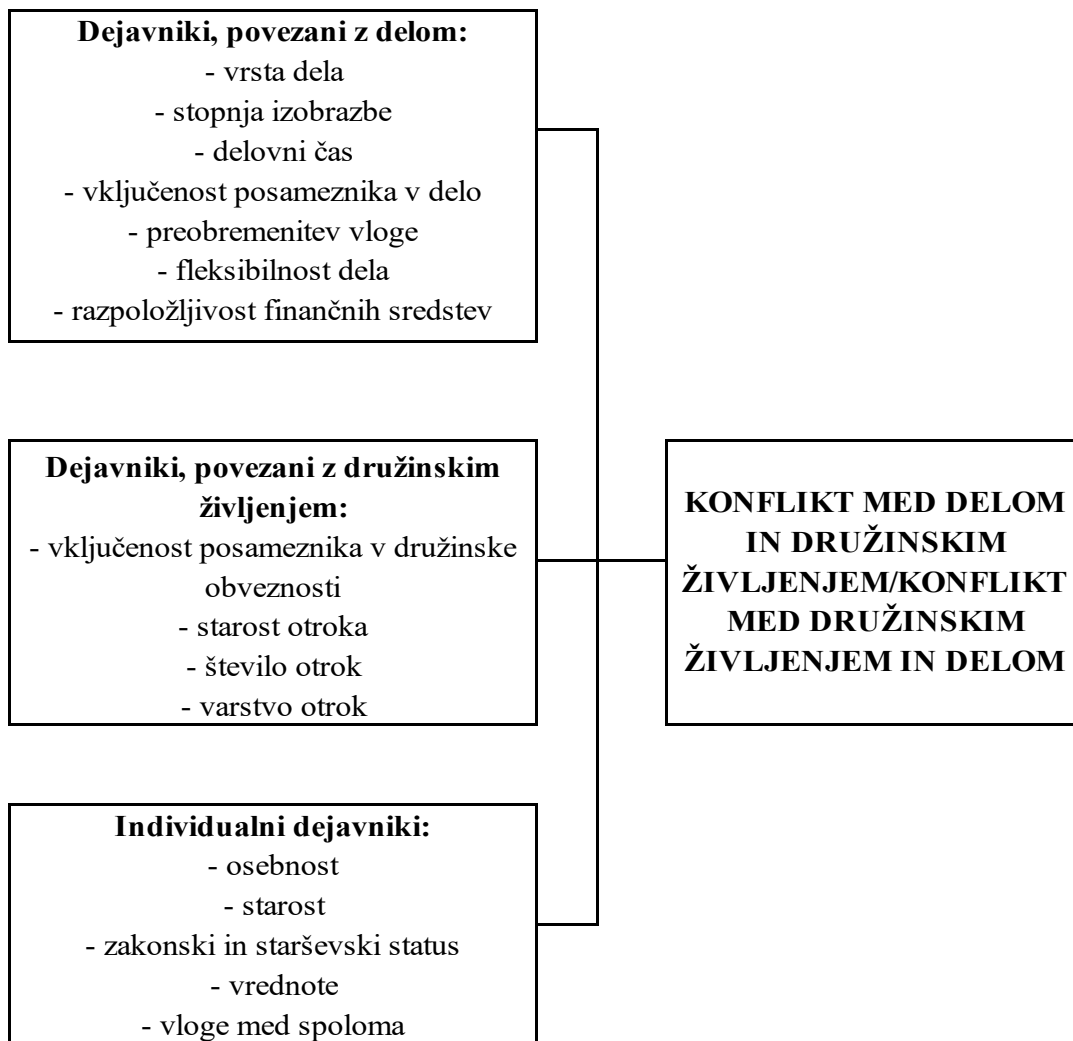 Dejavniki, povezani z delom:
- vrsta dela
- stopnja izobrazbe
- delovni čas
- vključenost posameznika v delo
- preobremenitev vloge
- fleksibilnost dela
- razpoložljivost finančnih sredstev
Dejavniki, povezani z družinskim
življenjem:
- vključenost posameznika v družinske
obveznosti
- starost otroka
- število otrok
- varstvo otrok
KONFLIKT MED DELOM
IN DRUŽINSKIM
ŽIVLJENJEM/KONFLIKT
MED DRUŽINSKIM
ŽIVLJENJEM IN DELOM
Individualni dejavniki:
- osebnost
- starost
- zakonski in starševski status
- vrednote
- vloge med spoloma